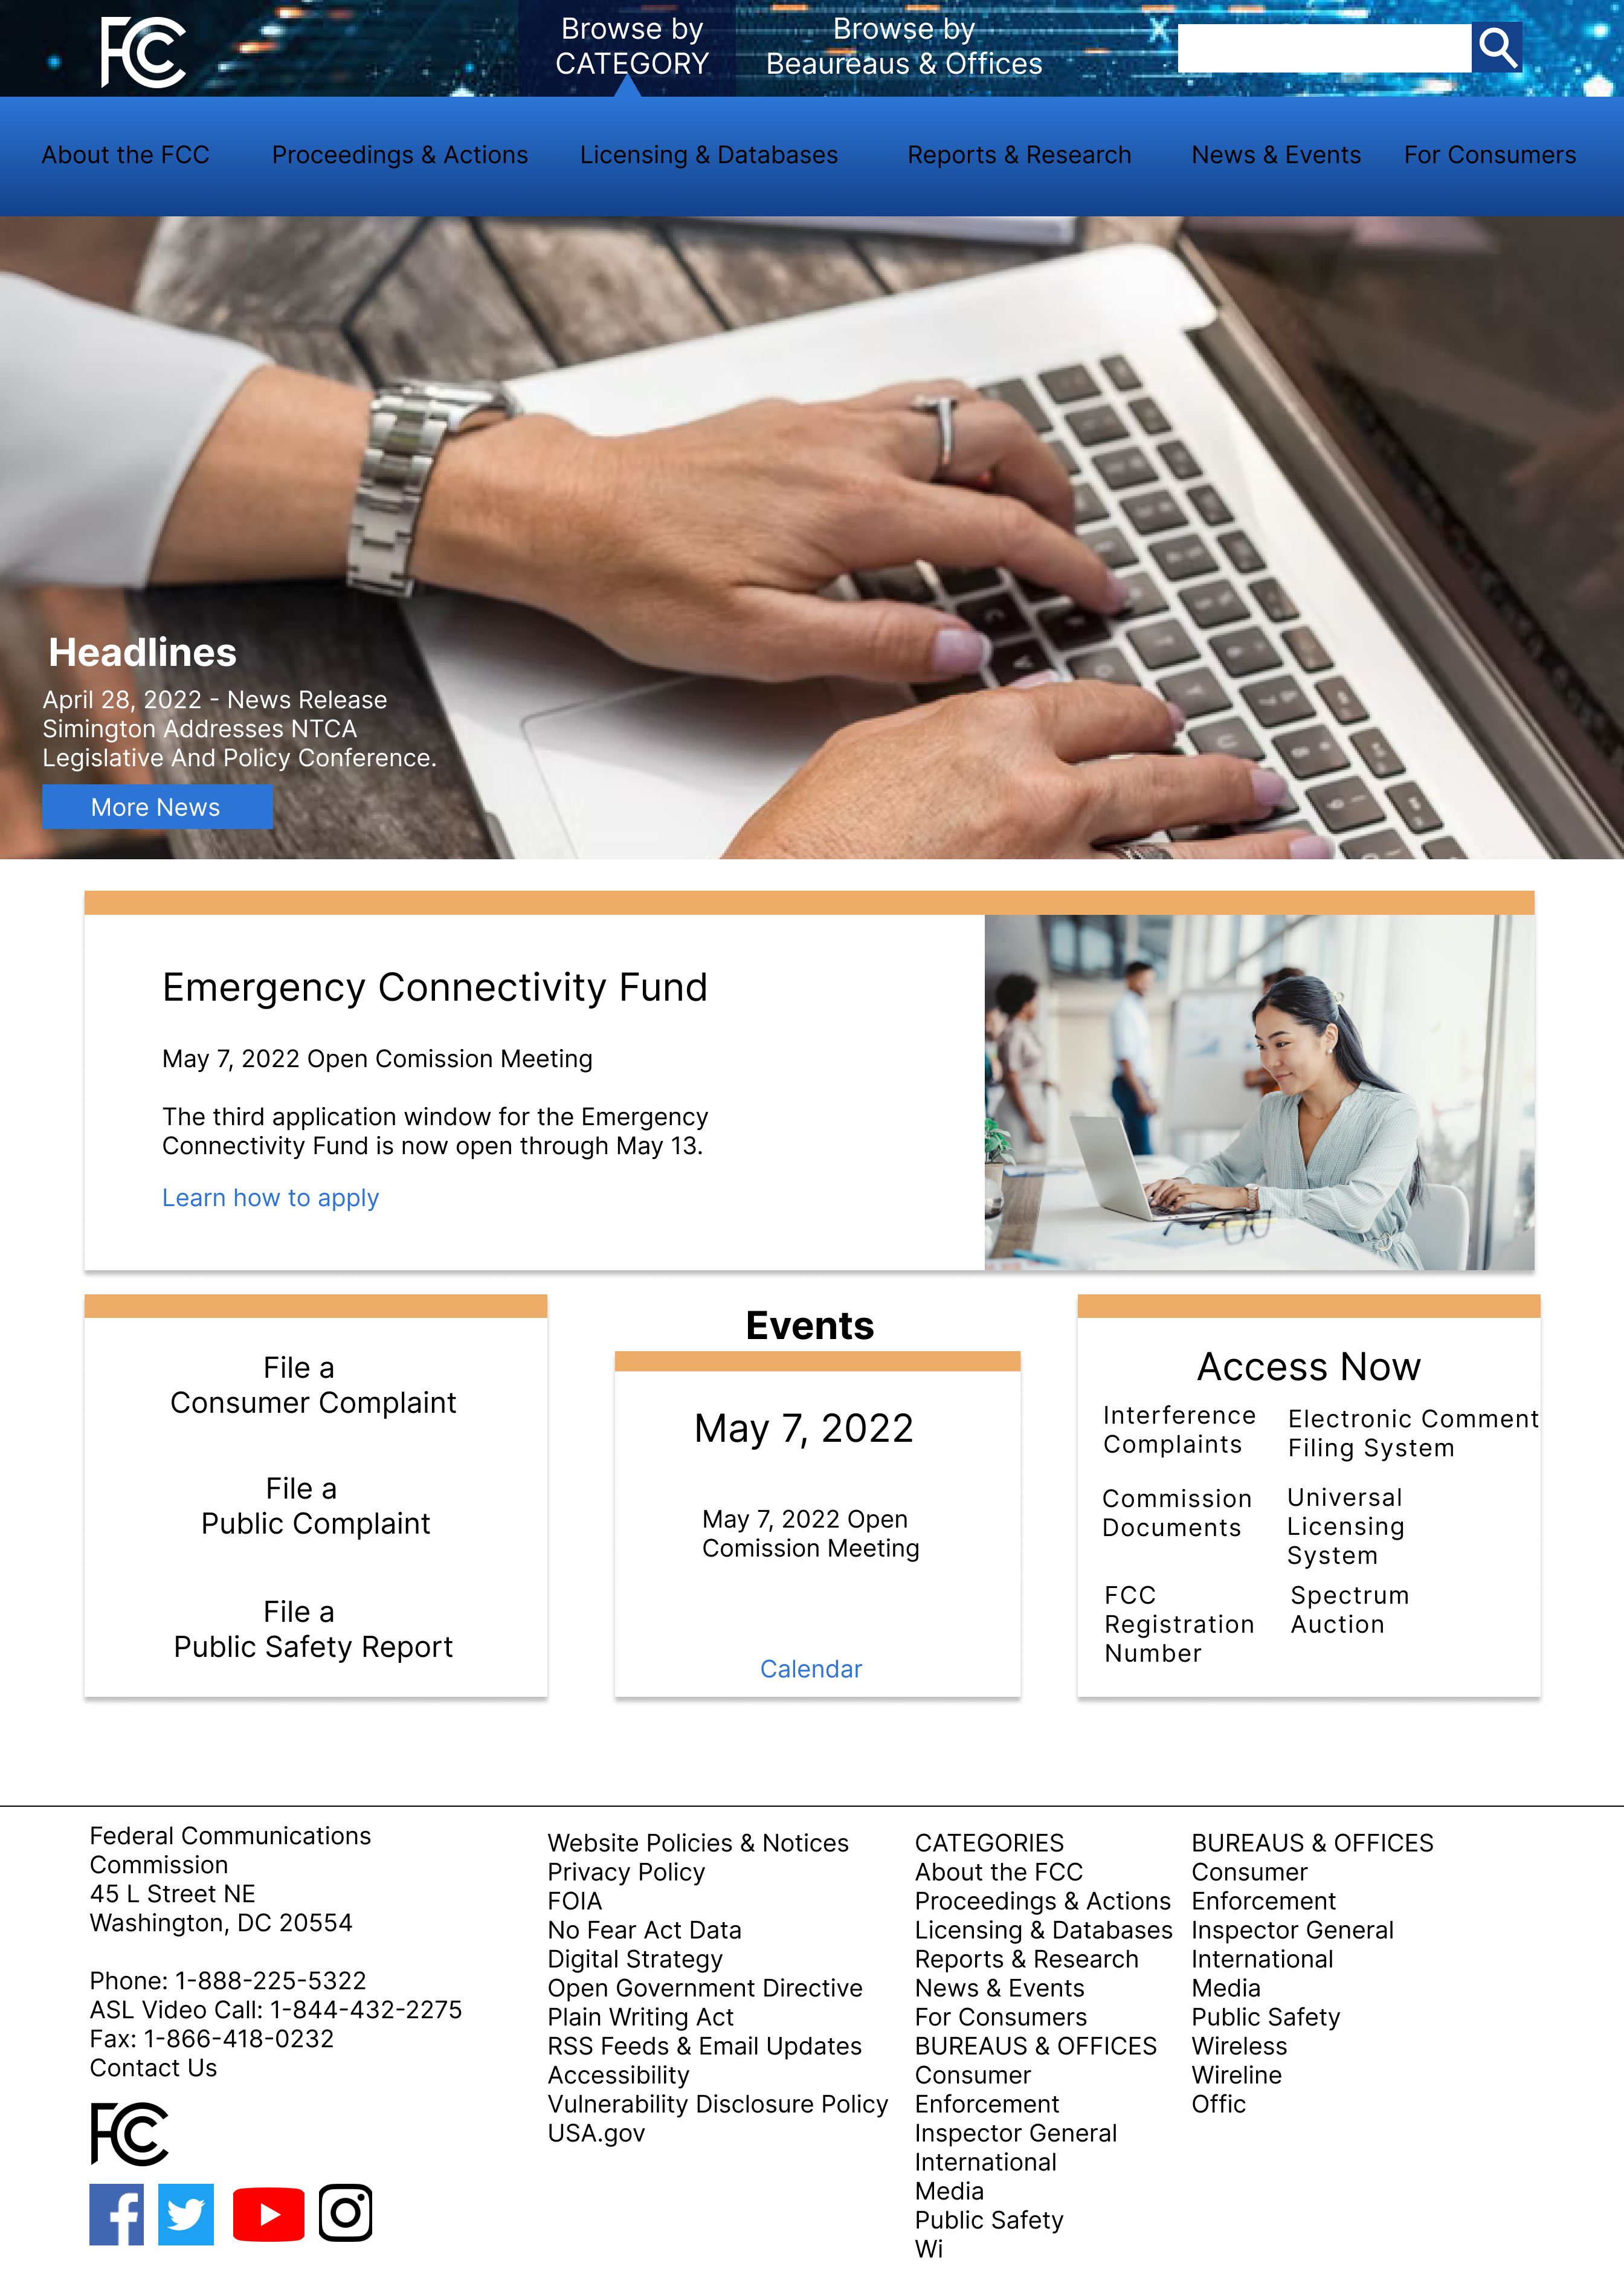 FCC
Browse by
CATEGORY
Browse by
Beaureaus & Offices
X
About the FCC
Proceedings & Actions
Licensing & Databases
Reports & Research
News & Events
For Consumers
Headlines
April 28, 2022 - News Release
Simington Addresses NTCA
Legislative And Policy Conference.
More News
Emergency Connectivity Fund
May 7, 2022 Open Comission Meeting
The third application window for the Emergency
Connectivity Fund is now open through May 13.
Learn how to apply
File a
Consumer Complaint
File a
Public Complaint
File a
Public Safety Report
Events
May 7, 2022
May 7, 2022 Open
Comission Meeting
Calendar
Access Now
Interference
Complaints
Electronic Comment
Filing System
Commission
Documents
Universal
Licensing
System
FCC
Registration
Number
Spectrum
Auction
Federal Communications
Commission
45 L Street NE
Washington, DC 20554
Phone: 1-888-225-5322
ASL Video Call: 1-844-432-2275
Fax: 1-866-418-0232
Contact Us
FCC
Website Policies & Notices
Privacy Policy
FOIA
No Fear Act Data
Digital Strategy
Open Government Directive
Plain Writing Act
RSS Feeds & Email Updates
Accessibility
Vulnerability Disclosure Policy
USA.gov
CATEGORIES
About the FCC
Proceedings & Actions
Licensing & Databases
Reports & Research
News & Events
For Consumers
BUREAUS & OFFICES
Consumer
Enforcement
Inspector General
International
Media
Public Safety
Wi
BUREAUS & OFFICES
Consumer
Enforcement
Inspector General
International
Media
Public Safety
Wireless
Wireline
Offic